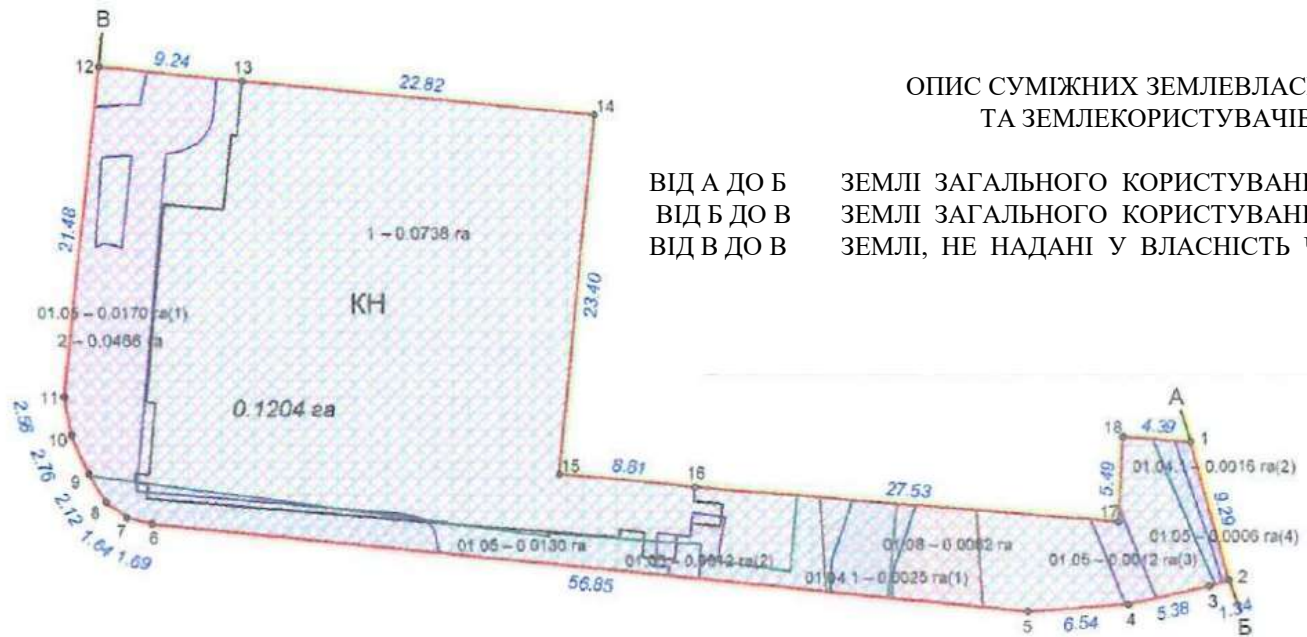 В
12
9.24
13
22.82
14
ОПИС СУМІЖНИХ ЗЕМЛЕВЛАС
ТА ЗЕМЛЕКОРИСТУВАЧІВ
ВІД А ДО Б ЗЕМЛІ ЗАГАЛЬНОГО КОРИСТУВАН
ВІД Б ДО В ЗЕМЛІ ЗАГАЛЬНОГО КОРИСТУВАН
ВІД В ДО В ЗЕМЛІ, НЕ НАДАНІ У ВЛАСНІСТЬ
21.48
1 – 0.0738 га
КН
23.40
01.05 – 0.0170 га(1)
2 – 0.0466 га
0.1204 га
11
2.56
10
2.76
9
2.12
8
1.64
7
1.69
6
56.85
15
8.81
16
27.53
17
5.49
18
4.39
А
1
01.04.1 – 0.0016 га(2)
9.29
01.05 – 0.0006 га(4)
01.08 – 0.0082 га
01.05 – 0.0012 га(3)
01.05 – 0.0130 га
01.04.1 – 0.0025 га(1)
2
3
1.34
Б
5.38
4
6.54
5